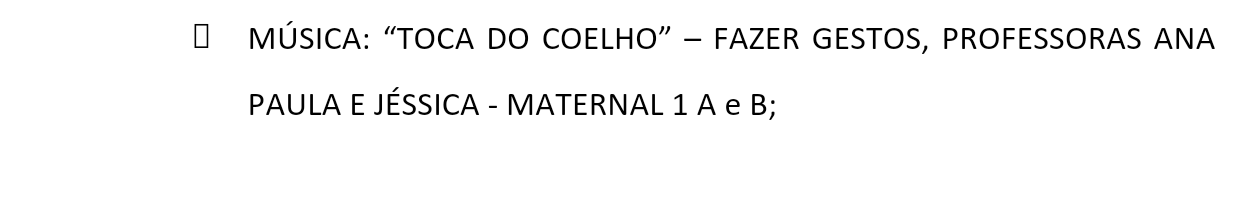 MÚSICA: “TOCA DO COELHO” – FAZER GESTOS, PROFESSORAS ANA
PAULA E JÉSSICA - MATERNAL 1 A e B;